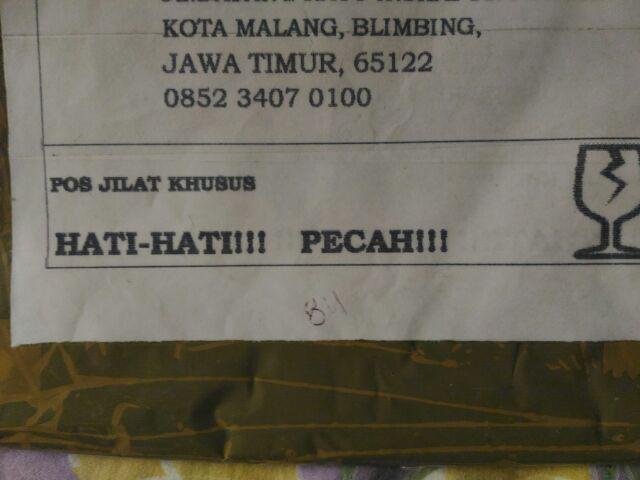 KOTA MALANG, BLIMBING,
JAWA TIMUR, 65122
0852 3407 0100
POS JILAT KHUSUS
HATI-HATI!!! PECAH!!!